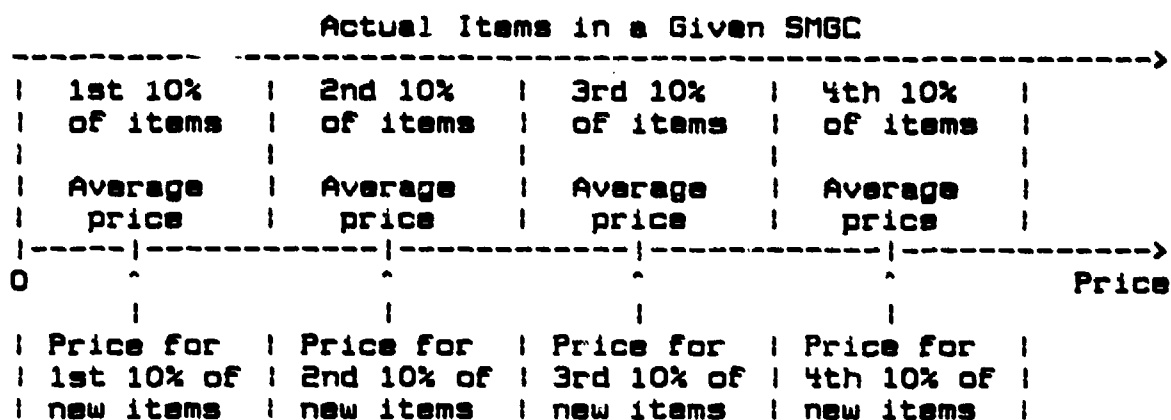 Actual Items in a Given SMGC
1st 10% | 2nd 10% | 3rd 10% | 4th 10%
of items | of items | of items | of items
Average | Average | Average | Average
price | price | price | price
0 Price
Price for | Price for | Price for | Price for
1st 10% of | 2nd 10% of | 3rd 10% of | 4th 10% of
new items | new items | new items | new items